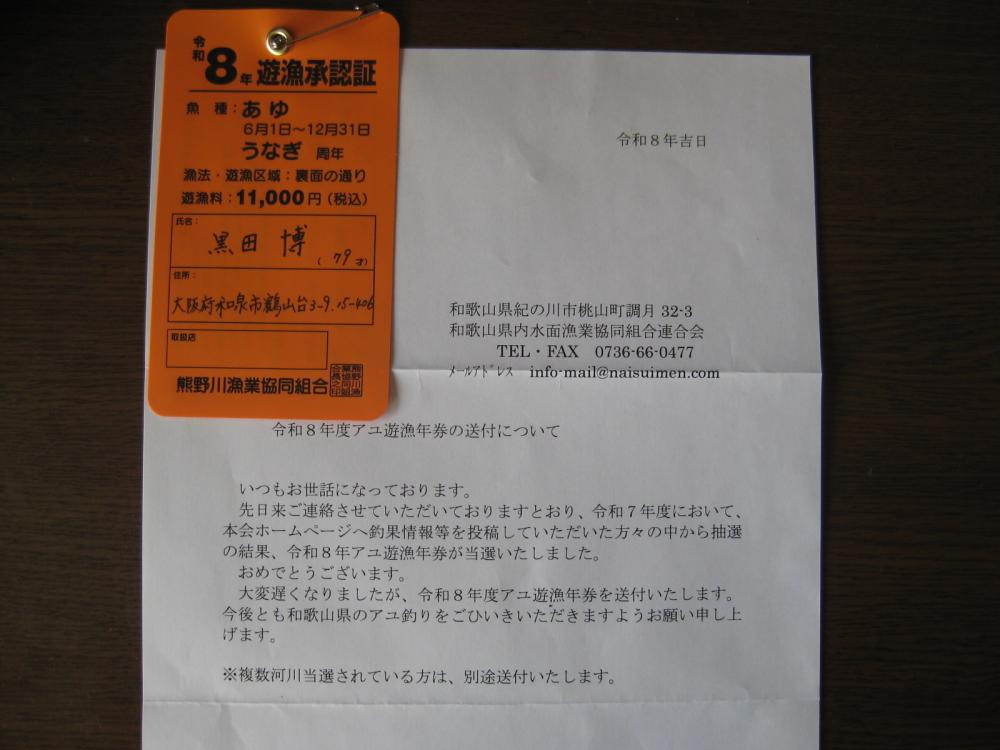 令和8年遊漁承認証
魚 種：あゆ
6月1日～12月31日
うなぎ 周年
漁法・遊漁区域：裏面の通り
遊漁料：11,000円（税込）
氏名：
黒田 博
（79才）
住所：
大阪府和泉市鶴山台3-9.15-406
取扱店
熊野川漁業協同組合
令和８年吉日
和歌山県紀の川市桃山町調月 32-3
和歌山県内水面漁業協同組合連合会
TEL・FAX 0736-66-0477
ﾒｰﾙｱﾄﾞﾚｽ info-mail@naisuimen.com
令和８年度アユ遊漁年券の送付について
いつもお世話になっております。
先日来ご連絡させていただいておりますとおり、令和７年度において、
本会ホームページへ釣果情報等を投稿していただいた方々の中から抽選
の結果、令和８年アユ遊漁年券が当選いたしました。
おめでとうございます。
大変遅くなりましたが、令和８年度アユ遊漁年券を送付いたします。
今後とも和歌山県のアユ釣りをごひいきいただきますようお願い申し上
げます。
※複数河川当選されている方は、別途送付いたします。